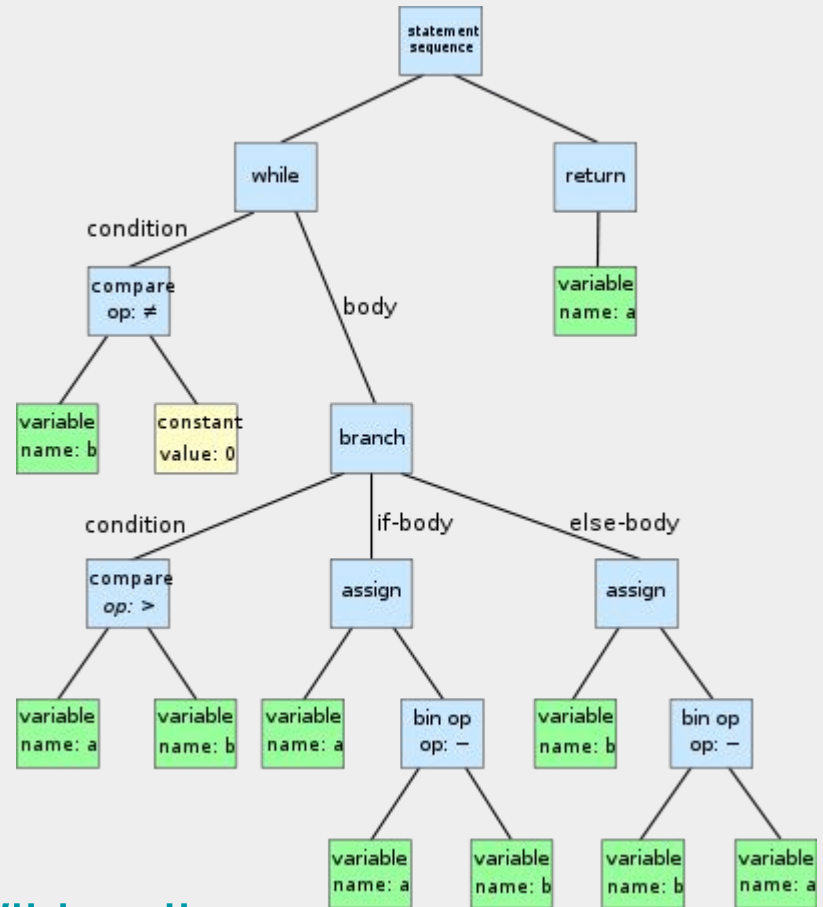 statement
sequence
while
return
condition
compare
op: ≠
body
variable
name: a
variable
name: b
constant
value: 0
branch
condition
if-body
else-body
compare
op: >
assign
assign
variable
name: a
variable
name: b
variable
name: a
bin op
op: −
variable
name: b
bin op
op: −
variable
name: a
variable
name: b
variable
name: b
variable
name: a